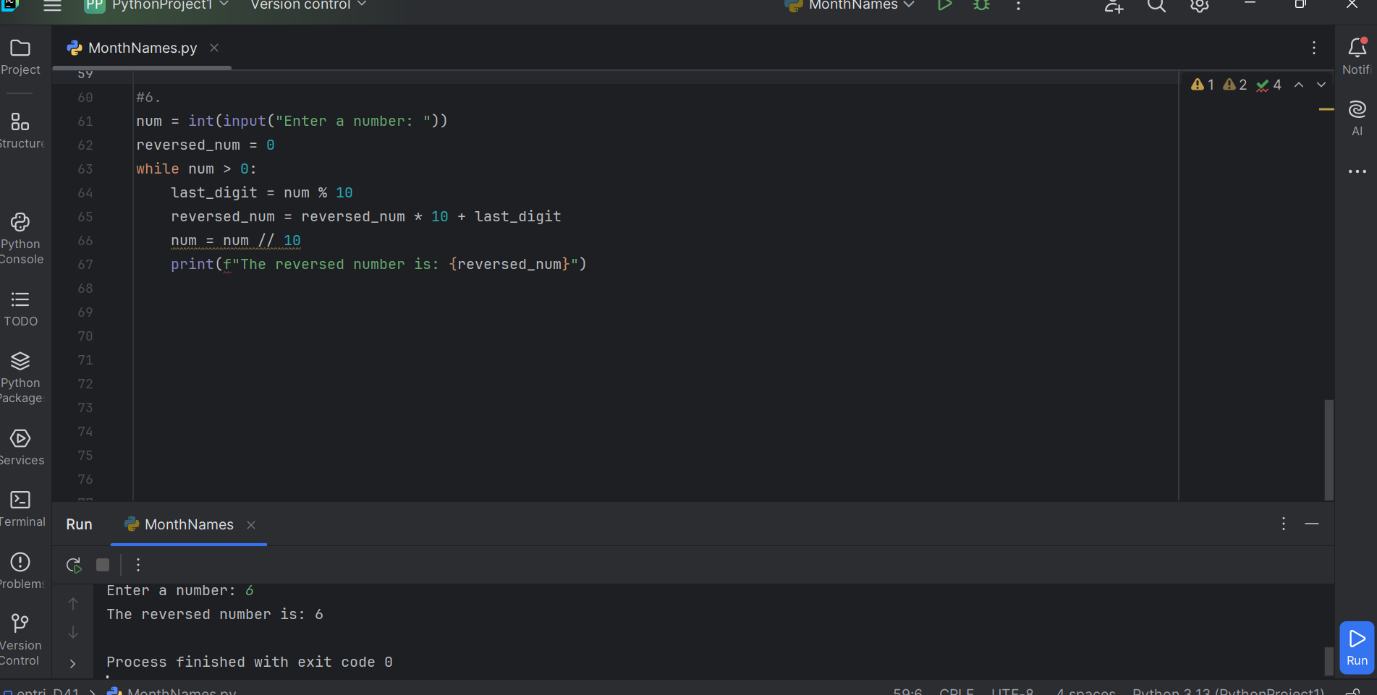 PP PythonProject1 Version control MonthNames
MonthNames.py
Project
Notif
59
60 #6.
61 num = int(input("Enter a number: "))
62 reversed_num = 0
63 while num > 0:
64 last_digit = num % 10
65 reversed_num = reversed_num * 10 + last_digit
66 num = num // 10
67 print(f"The reversed number is: {reversed_num}")
68
69
70
71
72
73
74
75
76
77
1 2 4
AI
Structure
Python
Console
TODO
Python
Package
Services
Terminal
Problems
Version
Control
Run MonthNames
Enter a number: 6
The reversed number is: 6
Process finished with exit code 0
Run
entri_D41 MonthNames.py 59:6 CRLF UTF-8 4 spaces Python 3.13 (PythonProject1)